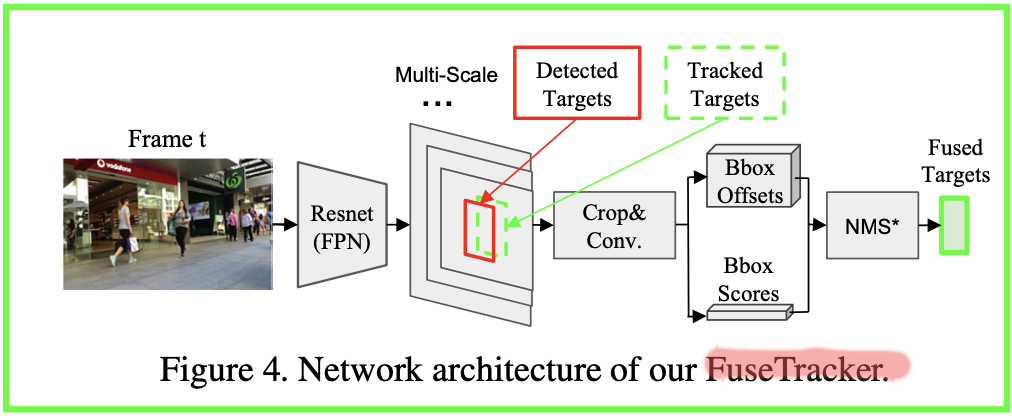 Multi-Scale
...
Detected
Targets
Tracked
Targets
Frame t
vodafone
Resnet
(FPN)
Crop&
Conv.
Bbox
Offsets
Bbox
Scores
NMS*
Fused
Targets
Figure 4. Network architecture of our FuseTracker.